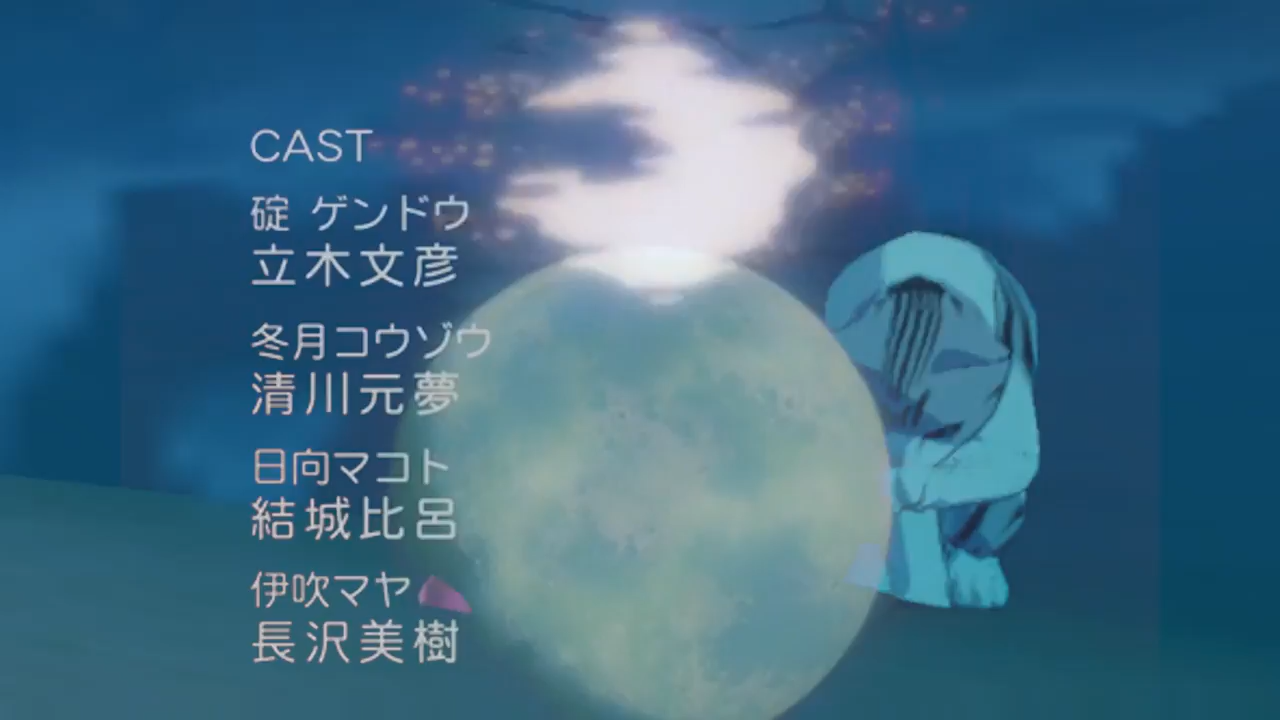 CAST
碇 ゲンドウ
立木文彦
冬月コウゾウ
清川元夢
日向マコト
結城比呂
伊吹マヤ
長沢美樹